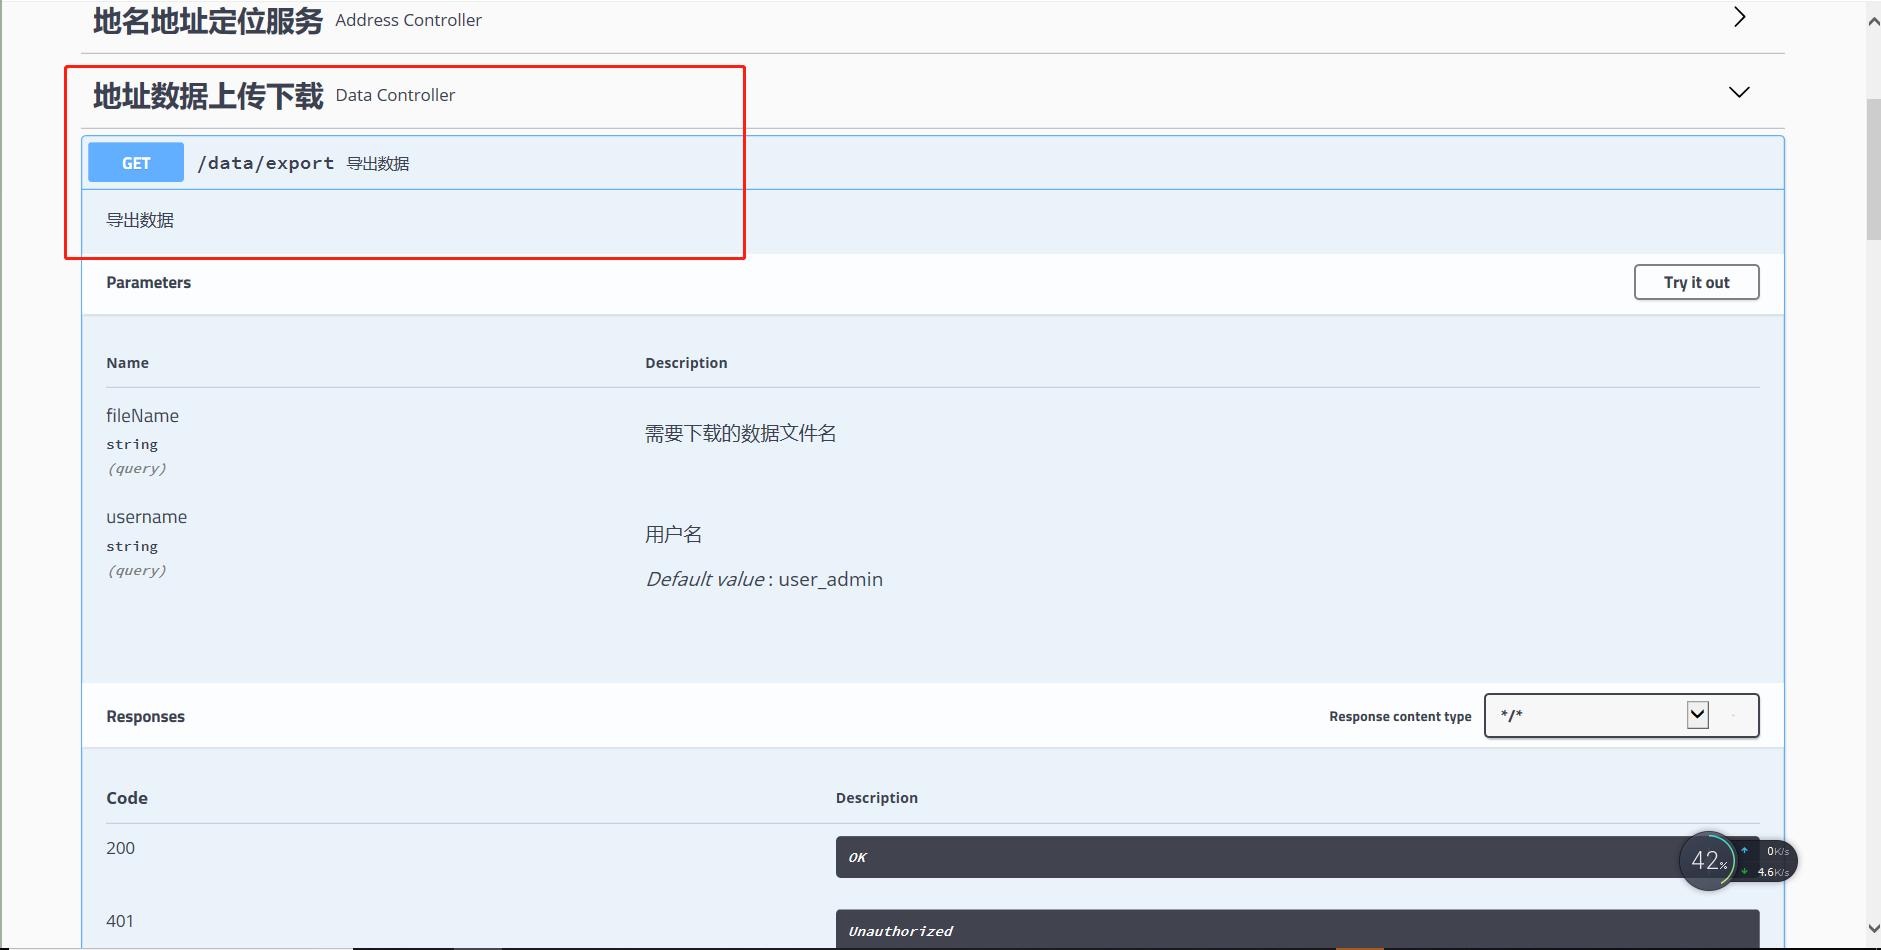 地名地址定位服务 Address Controller
地址数据上传下载 Data Controller
GET /data/export 导出数据
导出数据
Parameters Try it out
Name Description
fileName
string
(query)
需要下载的数据文件名
username
string
(query)
用户名
Default value : user_admin
Responses Response content type */*
Code Description
200 OK
401 Unauthorized
42% 0K/s
4.6K/s